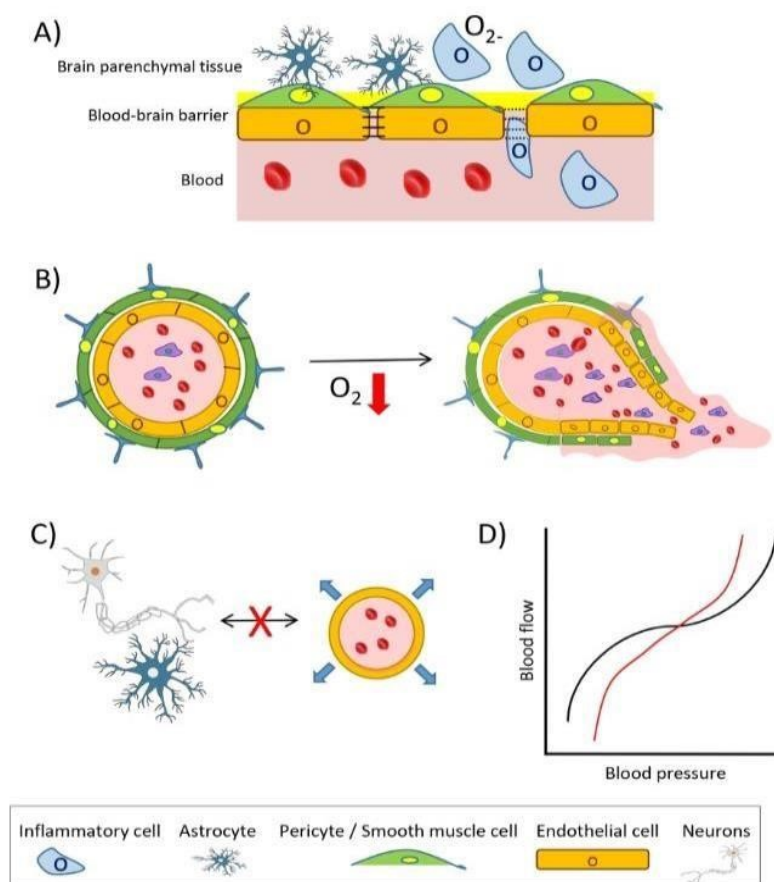 A)
O2-
Brain parenchymal tissue
Blood-brain barrier
Blood
B)
O2
C)
D)
Blood flow
Blood pressure
Inflammatory cell Astrocyte Pericyte / Smooth muscle cell Endothelial cell Neurons